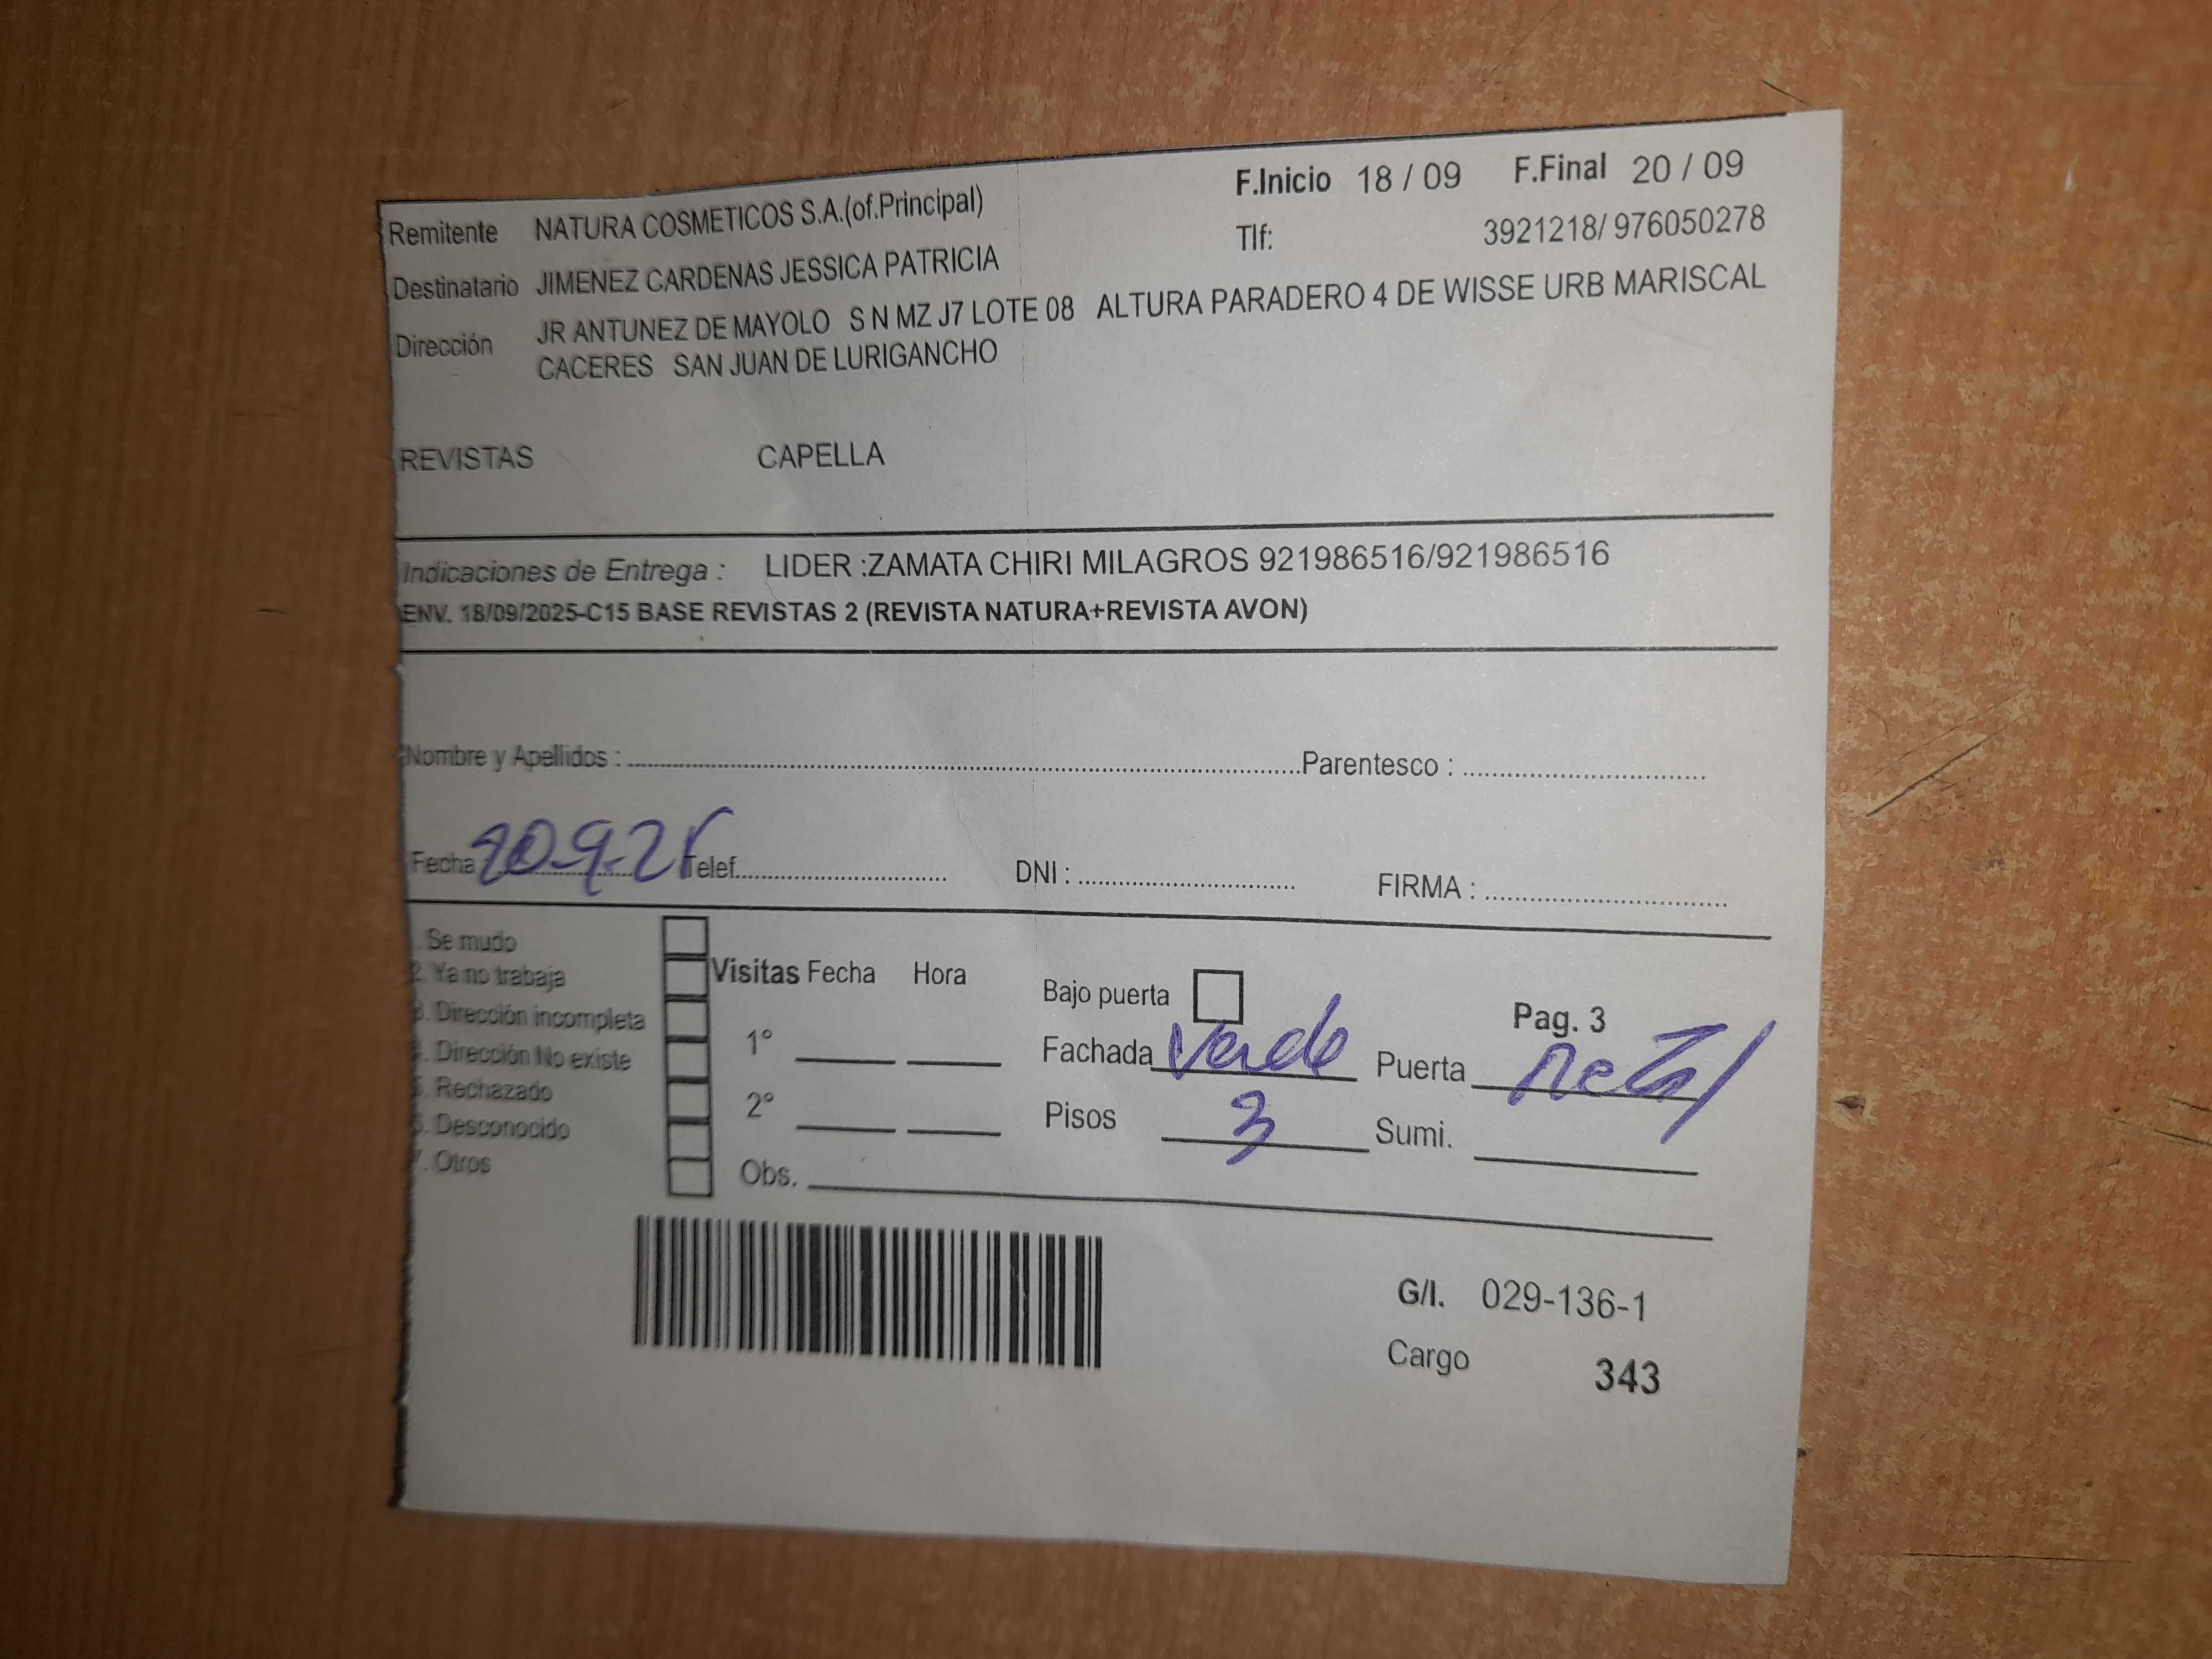 Remitente NATURA COSMETICOS S.A.(of.Principal) F.Inicio 18 / 09 F.Final 20 / 09
Tlf: 3921218/ 976050278
Destinatario JIMENEZ CARDENAS JESSICA PATRICIA
Dirección JR ANTUNEZ DE MAYOLO S N MZ J7 LOTE 08 ALTURA PARADERO 4 DE WISSE URB MARISCAL
CACERES SAN JUAN DE LURIGANCHO
REVISTAS CAPELLA
Indicaciones de Entrega : LIDER :ZAMATA CHIRI MILAGROS 921986516/921986516
ENV. 18/09/2025-C15 BASE REVISTAS 2 (REVISTA NATURA+REVISTA AVON)
Nombre y Apellidos : Parentesco :
Fecha 20-9-25 Telef. DNI : FIRMA :
. Se mudo
2. Ya no trabaja
3. Dirección incompleta
4. Dirección No existe
5. Rechazado
6. Desconocido
7. Otros
Visitas Fecha Hora
1°
2°
Obs.
Bajo puerta Pag. 3
Fachada Verde Puerta Metal
Pisos 3 Sumi.
G/I. 029-136-1
Cargo 343